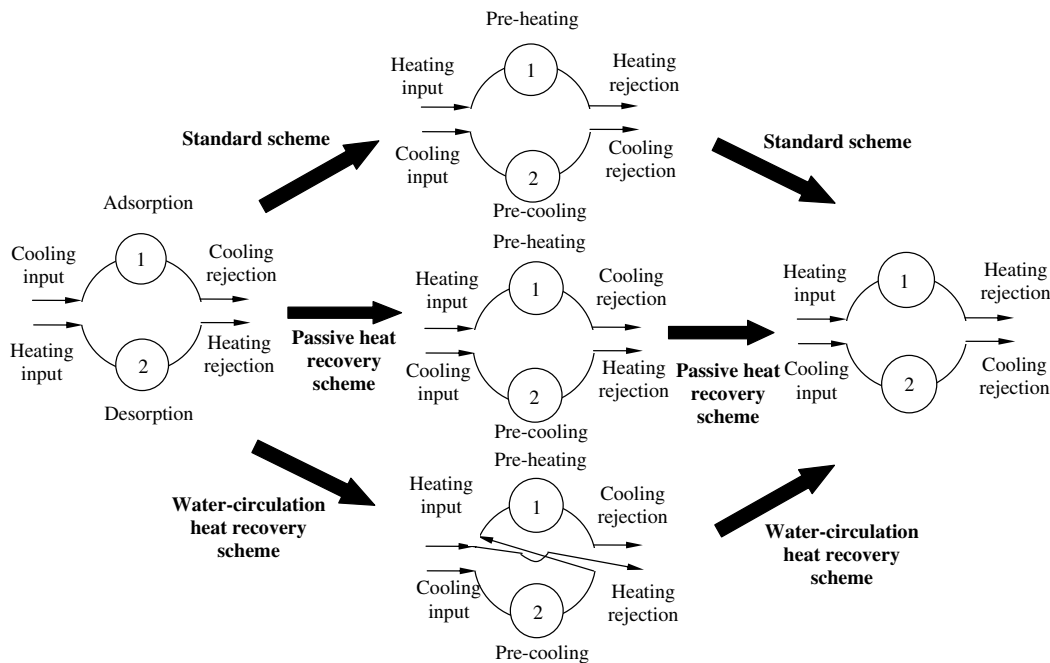 Pre-heating
Heating
input
1
Heating
rejection
Standard scheme
Cooling
input
2
Cooling
rejection
Pre-cooling
Standard scheme
Adsorption
Cooling
input
1
Cooling
rejection
Heating
input
2
Heating
rejection
Desorption
Passive heat
recovery
scheme
Pre-heating
Heating
input
1
Cooling
rejection
Cooling
input
2
Heating
rejection
Pre-cooling
Passive heat
recovery
scheme
Heating
input
1
Heating
rejection
Cooling
input
2
Cooling
rejection
Water-circulation
heat recovery
scheme
Pre-heating
Heating
input
1
Cooling
rejection
Cooling
input
2
Heating
rejection
Pre-cooling
Water-circulation
heat recovery
scheme